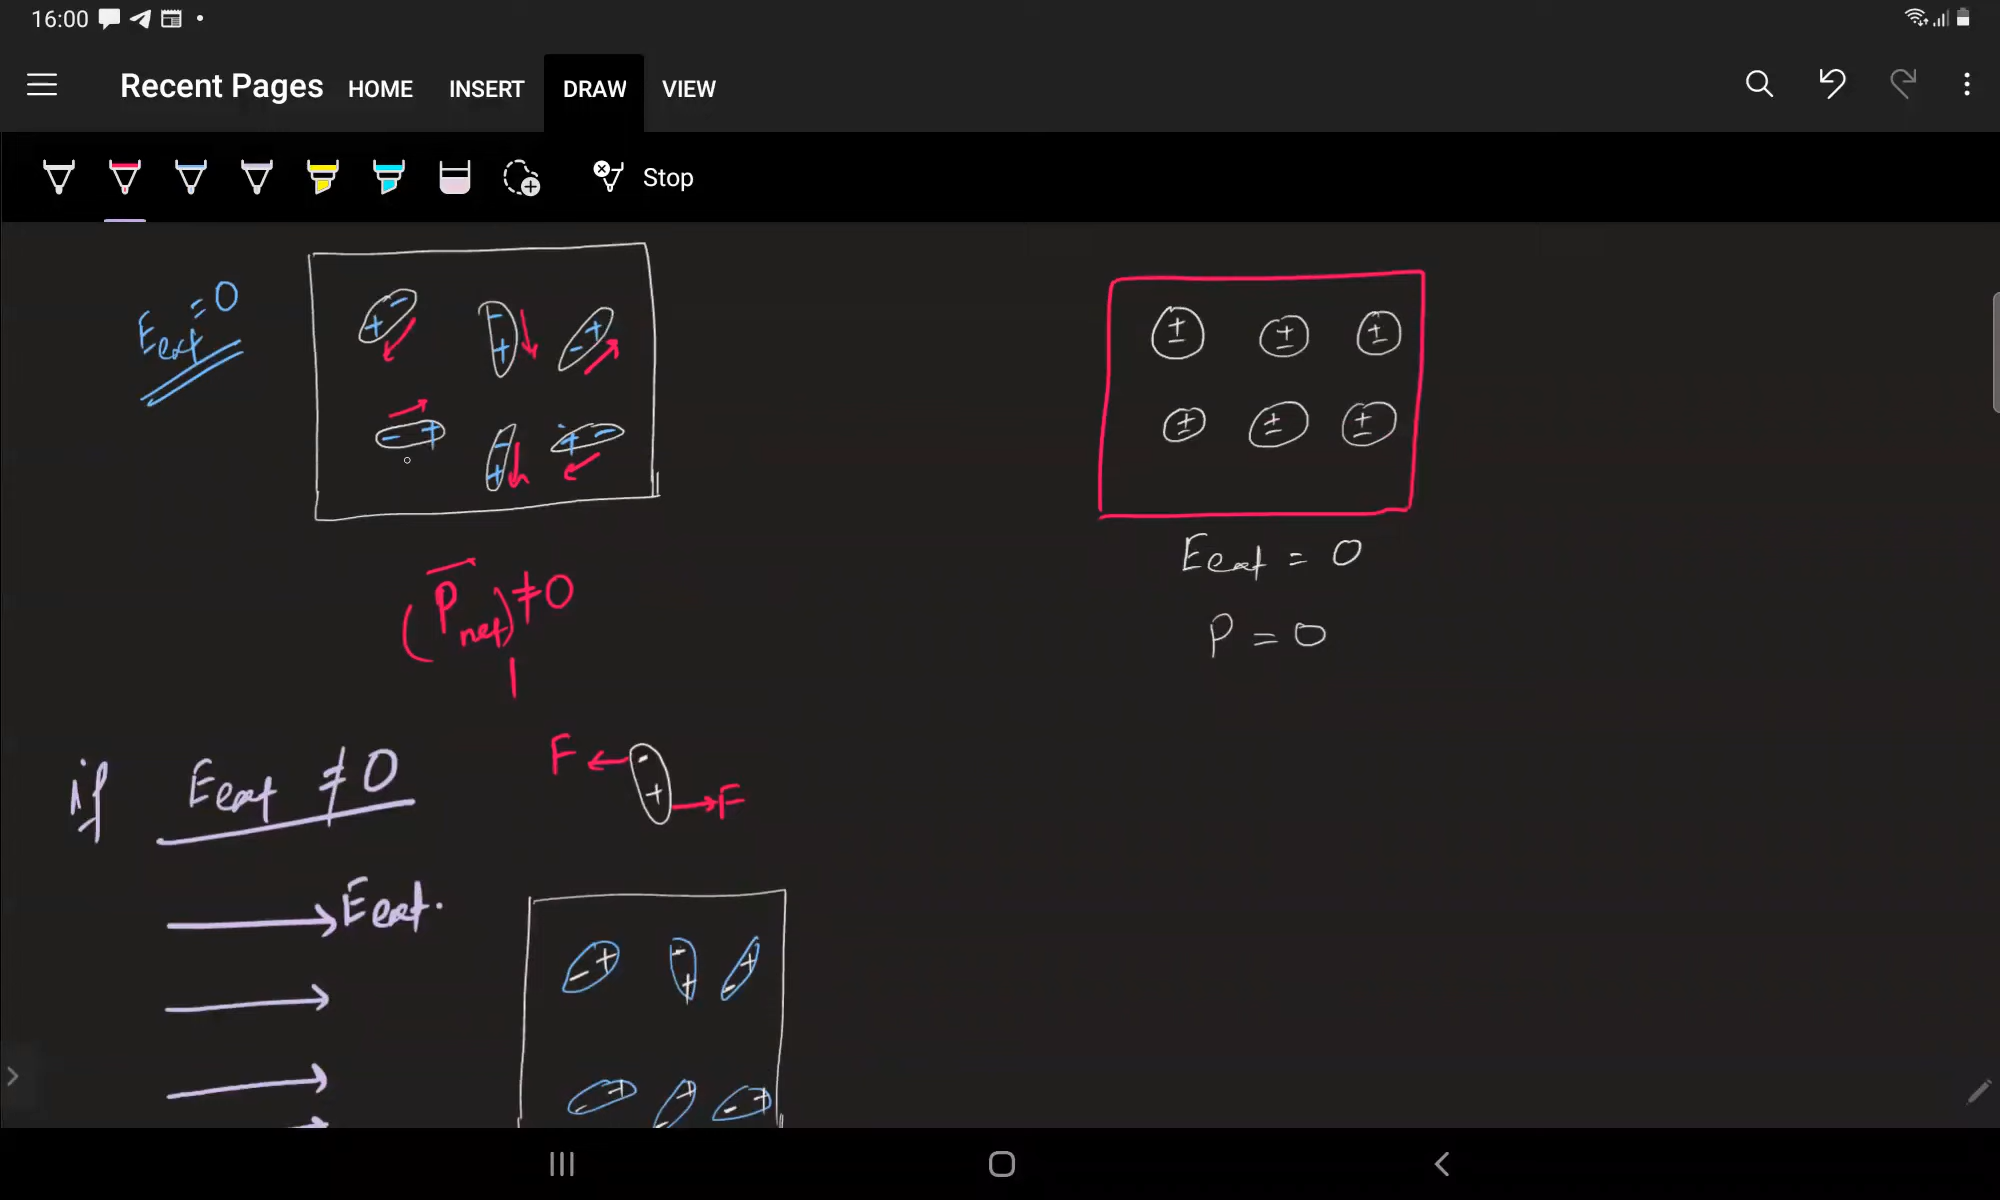 16:00
Recent Pages HOME INSERT DRAW VIEW
Stop
Eext = 0
- + - + + -
- + - + + -
± ± ±
± ± ±
(P net) ≠ 0
Eext = 0
P = 0
if Eext ≠ 0
F - + F
Eext.
- + - + - +
- + - + - +